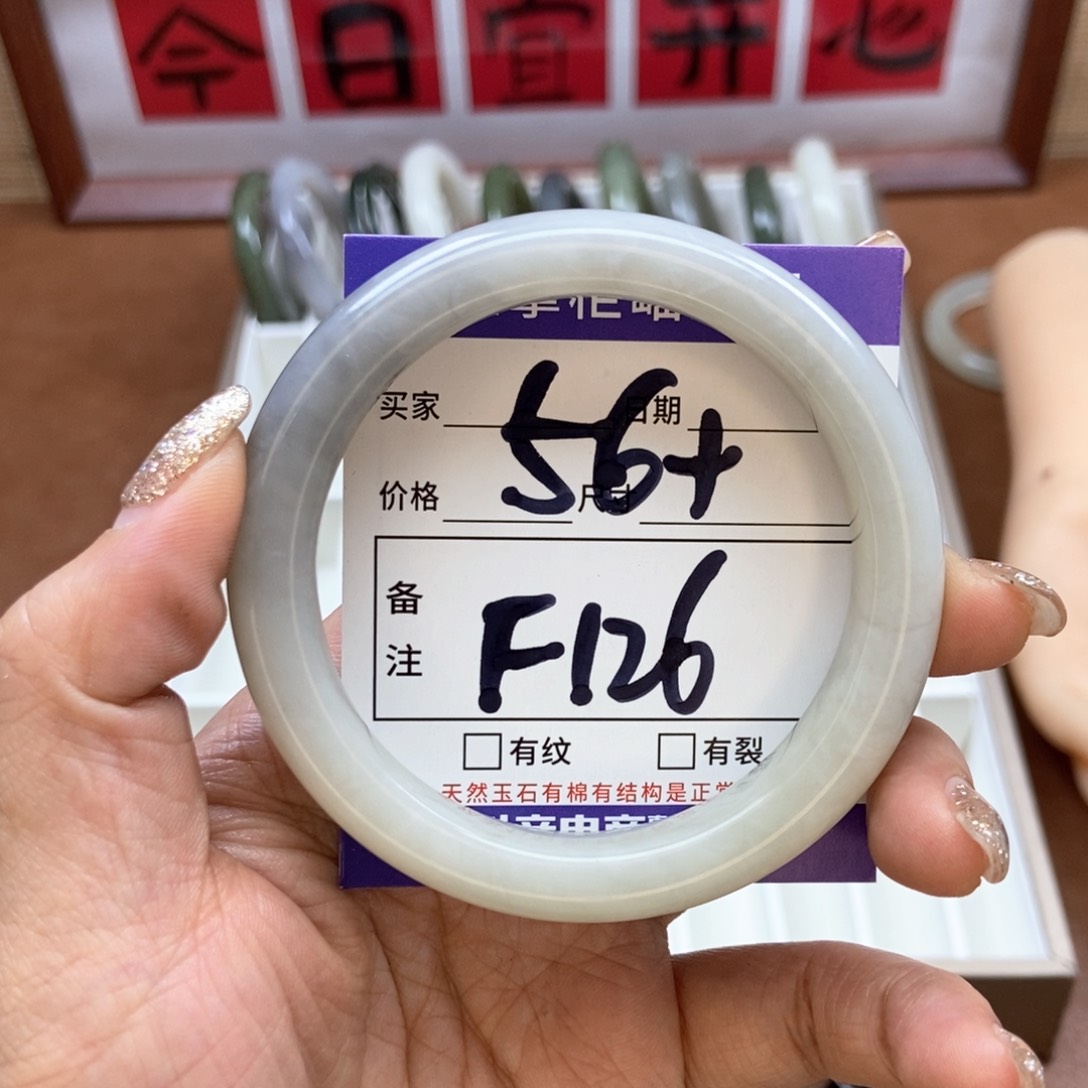 今日宜开心
买家 日期
56+
价格 尺寸
备注
F126
有纹 有裂
天然玉石有棉有结构是正常